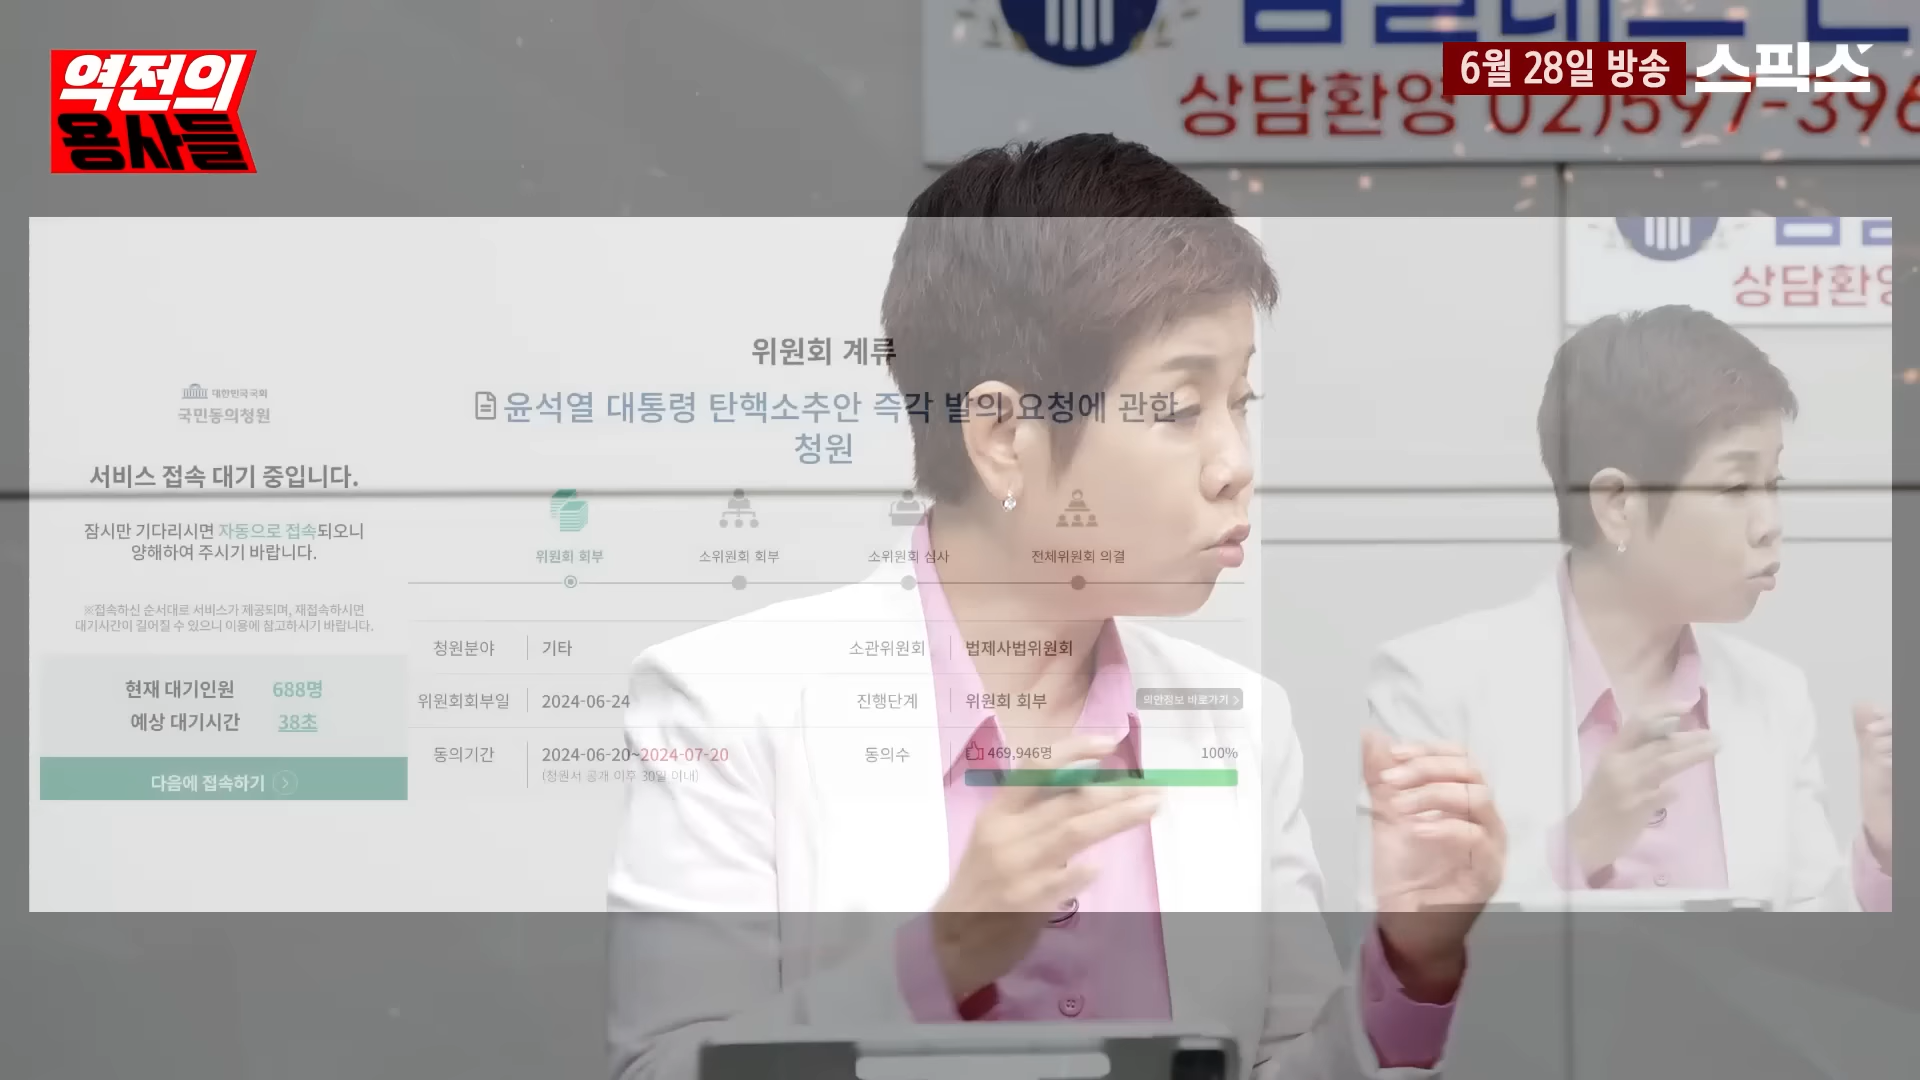 역전의
용사들
6월 28일 방송
스픽스
상담환영 02)597-396
상담환영
위원회 계류
윤석열 대통령 탄핵소추안 즉각 발의 요청에 관한
청원
대한민국국회
국민동의청원
서비스 접속 대기 중입니다.
잠시만 기다리시면 자동으로 접속되오니
양해하여 주시기 바랍니다.
※접속하신 순서대로 서비스가 제공되며, 재접속하시면
대기시간이 길어질 수 있으니 이용에 참고하시기 바랍니다.
현재 대기인원 688명
예상 대기시간 38초
다음에 접속하기
위원회 회부
소위원회 회부
소위원회 심사
전체위원회 의결
청원분야 기타 소관위원회 법제사법위원회
위원회회부일 2024-06-24 진행단계 위원회 회부 의안정보 바로가기
동의기간 2024-06-20~2024-07-20 동의수 469,946명 100%
(청원서 공개 이후 30일 이내)